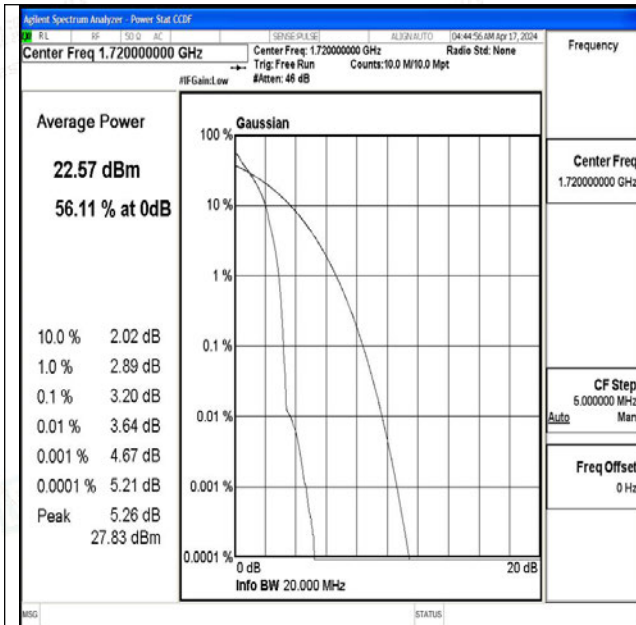 Agilent Spectrum Analyzer - Power Stat CCDF
RL RF 50 Ω AC SENSE:PULSE ALIGN AUTO 04:44:56 AM Apr 17, 2024
Center Freq 1.720000000 GHz
Center Freq: 1.720000000 GHz Radio Std: None
Trig: Free Run Counts:10.0 M/10.0 Mpt
#IFGain:Low #Atten: 46 dB
Frequency
Average Power
22.57 dBm
56.11 % at 0dB
10.0 % 2.02 dB
1.0 % 2.89 dB
0.1 % 3.20 dB
0.01 % 3.64 dB
0.001 % 4.67 dB
0.0001 % 5.21 dB
Peak 5.26 dB
27.83 dBm
Gaussian
100 %
10 %
1 %
0.1 %
0.01 %
0.001 %
0.0001 %
0 dB 20 dB
Info BW 20.000 MHz
Center Freq
1.720000000 GHz
CF Step
5.000000 MHz
Auto Man
Freq Offset
0 Hz
MSG STATUS